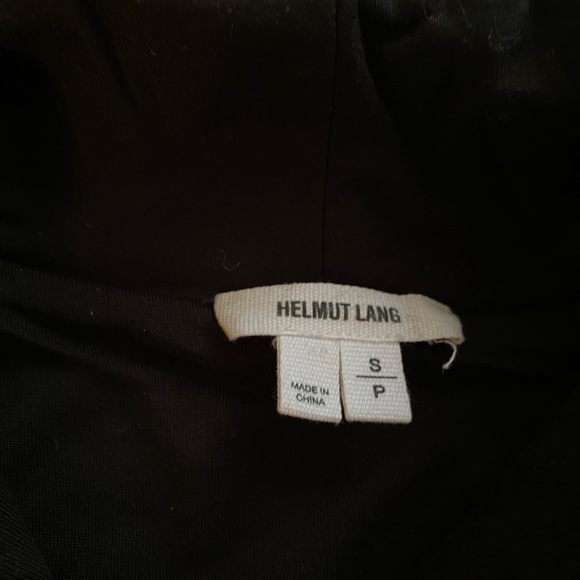 HELMUT LANG
MADE IN
CHINA
S
P